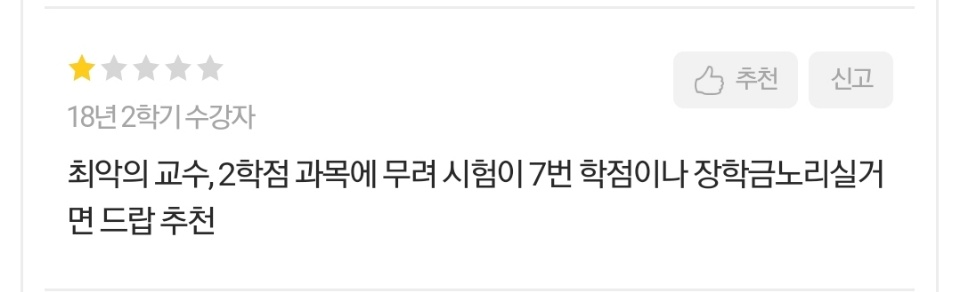 추천 신고
18년 2학기 수강자
최악의 교수, 2학점 과목에 무려 시험이 7번 학점이나 장학금노리실거
면 드랍 추천